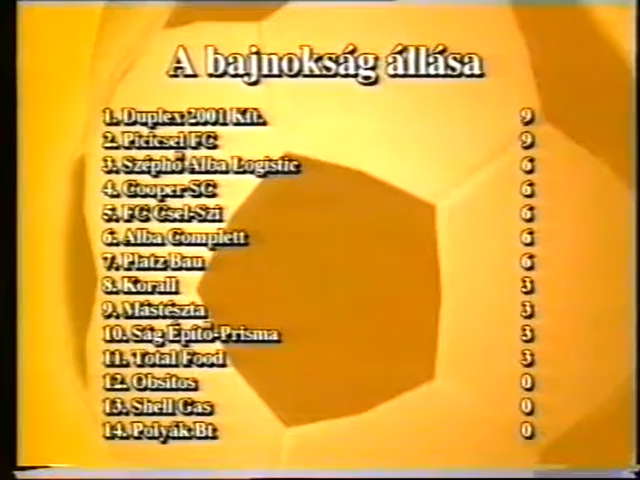 A bajnokság állása
1. Duplex 2001 Kft. 9
2. Picicsel FC 9
3. Széphő Alba Logistic 6
4. Cooper SC 6
5. FC Csel-Szi 6
6. Alba Complett 6
7. Platz Bau 6
8. Korall 3
9. Mástészta 3
10. Ság Építő-Prisma 3
11. Total Food 3
12. Obsitos 0
13. Shell Gas 0
14. Polyák Bt 0